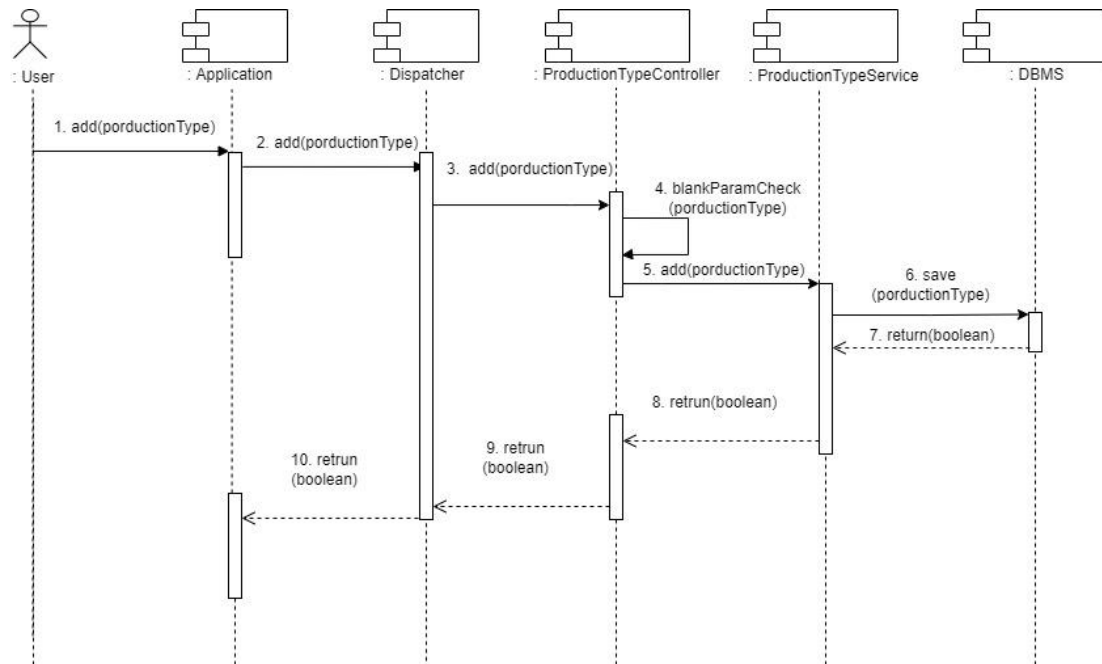 : User
: Application
: Dispatcher
: ProductionTypeController
: ProductionTypeService
: DBMS
1. add(porductionType)
2. add(porductionType)
3. add(porductionType)
4. blankParamCheck
(porductionType)
5. add(porductionType)
6. save
(porductionType)
7. return(boolean)
8. retrun(boolean)
9. retrun
(boolean)
10. retrun
(boolean)